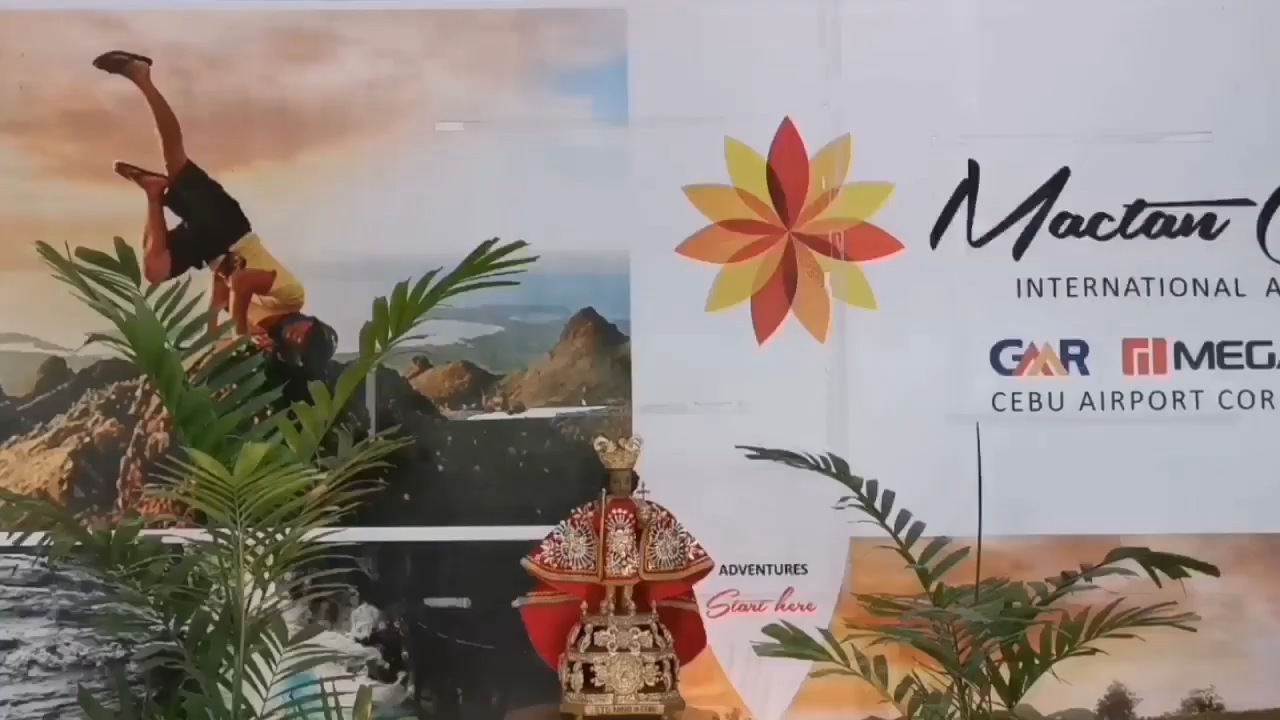 Mactan
INTERNATIONAL A
GMR MEGA
CEBU AIRPORT COR
ADVENTURES
Start here